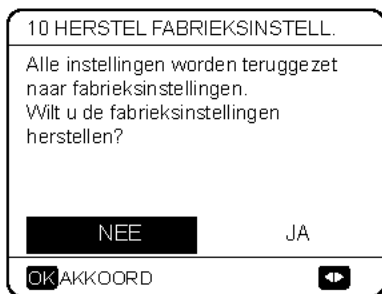 10 HERSTEL FABRIEKSINSTELL.
Alle instellingen worden teruggezet
naar fabrieksinstellingen.
Wilt u de fabrieksinstellingen
herstellen?
NEE JA
OK AKKOORD